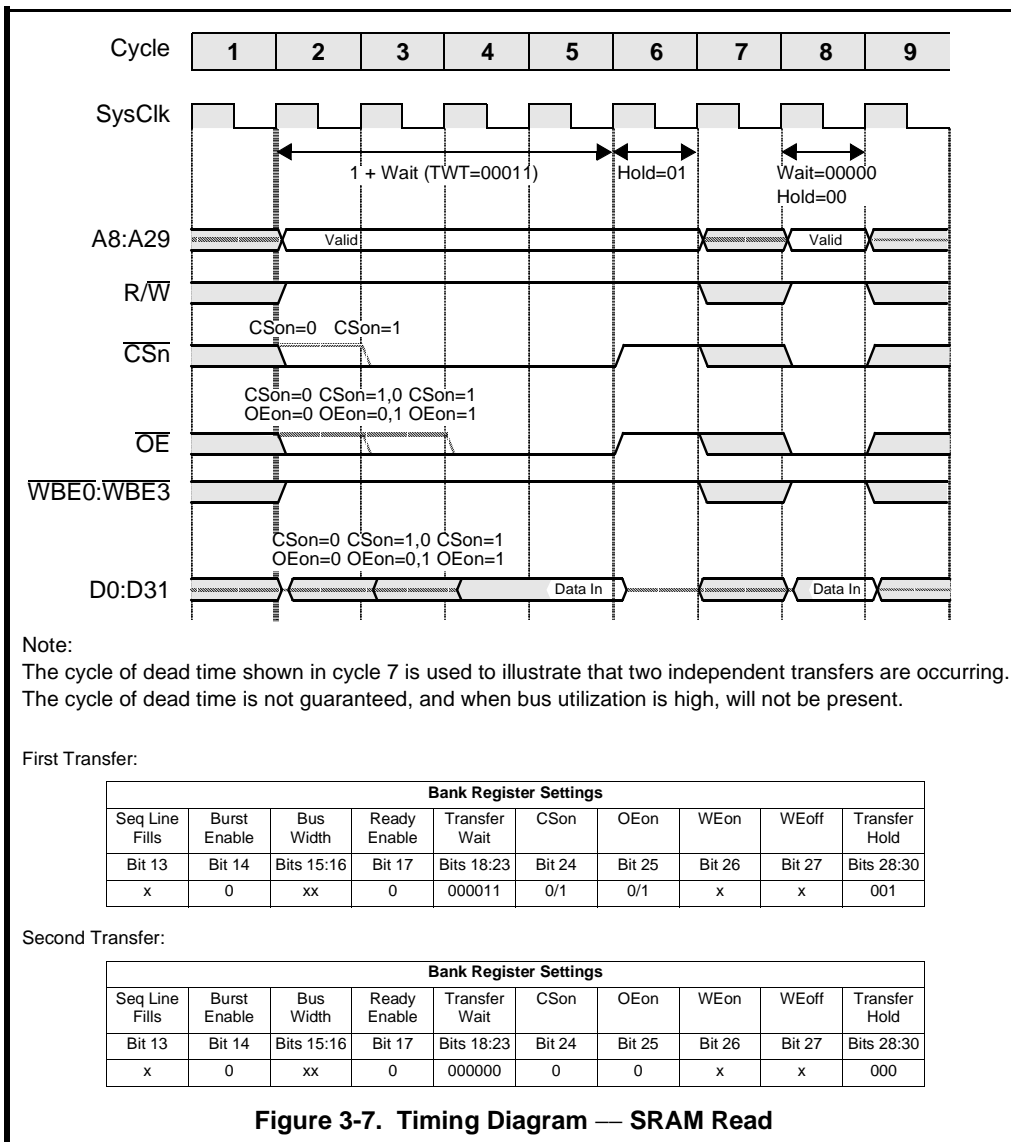 Cycle 1 2 3 4 5 6 7 8 9
SysClk
1 + Wait (TWT=00011) Hold=01 Wait=00000
Hold=00
A8:A29 Valid Valid
R/W
CSon=0 CSon=1
CSn
CSon=0 CSon=1,0 CSon=1
OEon=0 OEon=0,1 OEon=1
OE
WBE0:WBE3
CSon=0 CSon=1,0 CSon=1
OEon=0 OEon=0,1 OEon=1
D0:D31 Data In Data In
Note:
The cycle of dead time shown in cycle 7 is used to illustrate that two independent transfers are occurring.
The cycle of dead time is not guaranteed, and when bus utilization is high, will not be present.
First Transfer:
Bank Register Settings
Seq Line Burst Bus Ready Transfer CSon OEon WEon WEoff Transfer
Fills Enable Width Enable Wait Hold
Bit 13 Bit 14 Bits 15:16 Bit 17 Bits 18:23 Bit 24 Bit 25 Bit 26 Bit 27 Bits 28:30
x 0 xx 0 000011 0/1 0/1 x x 001
Second Transfer:
Bank Register Settings
Seq Line Burst Bus Ready Transfer CSon OEon WEon WEoff Transfer
Fills Enable Width Enable Wait Hold
Bit 13 Bit 14 Bits 15:16 Bit 17 Bits 18:23 Bit 24 Bit 25 Bit 26 Bit 27 Bits 28:30
x 0 xx 0 000000 0 0 x x 000
Figure 3-7. Timing Diagram — SRAM Read